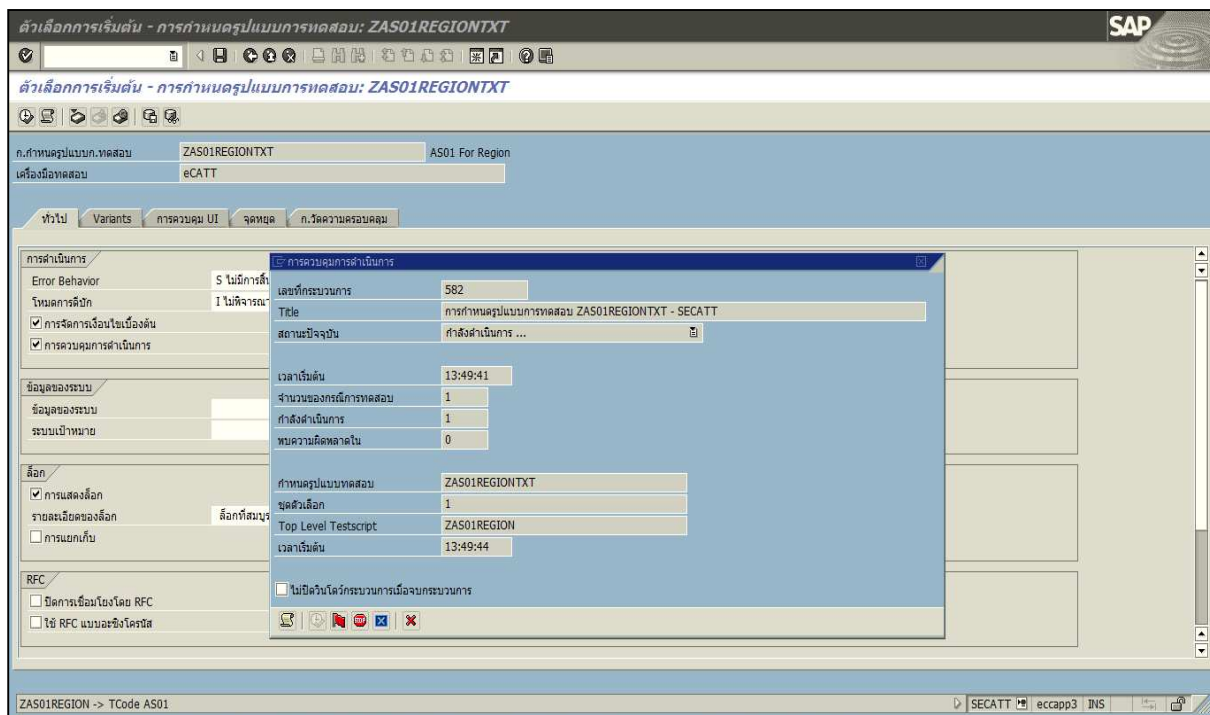 ตัวเลือกการเริ่มต้น - การกำหนดรูปแบบการทดสอบ: ZAS01REGIONTXT
SAP
ตัวเลือกการเริ่มต้น - การกำหนดรูปแบบการทดสอบ: ZAS01REGIONTXT
ก.กำหนดรูปแบบก.ทดสอบ ZAS01REGIONTXT AS01 For Region
เครื่องมือทดสอบ eCATT
ทั่วไป Variants การควบคุม UI จุดหยุด ก.วัดความครอบคลุม
การดำเนินการ
Error Behavior S ไม่มีการสิ้น
โหมดการดีบัก I ไม่พิจารณา
การจัดการเงื่อนไขเบื้องต้น
การควบคุมการดำเนินการ
ข้อมูลของระบบ
ข้อมูลของระบบ
ระบบเป้าหมาย
ล็อก
การแสดงล็อก
รายละเอียดของล็อก ล็อกที่สมบูร
การแยกเก็บ
RFC
ปิดการเชื่อมโยงโดย RFC
ใช้ RFC แบบอะซิงโครนัส
การควบคุมการดำเนินการ
เลขที่กระบวนการ 582
Title การกำหนดรูปแบบการทดสอบ ZAS01REGIONTXT - SECATT
สถานะปัจจุบัน กำลังดำเนินการ ...
เวลาเริ่มต้น 13:49:41
จำนวนของกรณีการทดสอบ 1
กำลังดำเนินการ 1
พบความผิดพลาดใน 0
กำหนดรูปแบบทดสอบ ZAS01REGIONTXT
ชุดตัวเลือก 1
Top Level Testscript ZAS01REGION
เวลาเริ่มต้น 13:49:44
ไม่ปิดวินโดว์กระบวนการเมื่อจบกระบวนการ
ZAS01REGION -> TCode AS01 SECATT eccapp3 INS